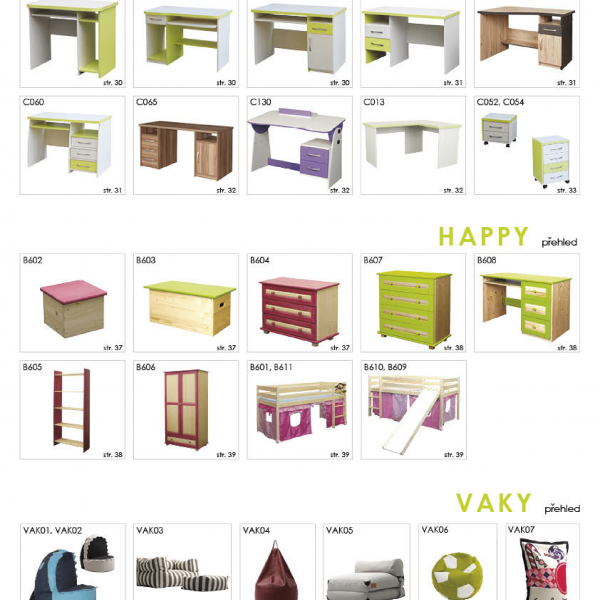 str. 30
str. 30
str. 30
str. 31
str. 31
C060
C065
C130
C013
C052, C054
str. 31
str. 32
str. 32
str. 32
str. 33
HAPPY přehled
B602
B603
B604
B607
B608
str. 37
str. 37
str. 37
str. 38
str. 38
B605
B606
B601, B611
B610, B609
str. 38
str. 39
str. 39
str. 39
VAKY přehled
VAK01, VAK02
VAK03
VAK04
VAK05
VAK06
VAK07